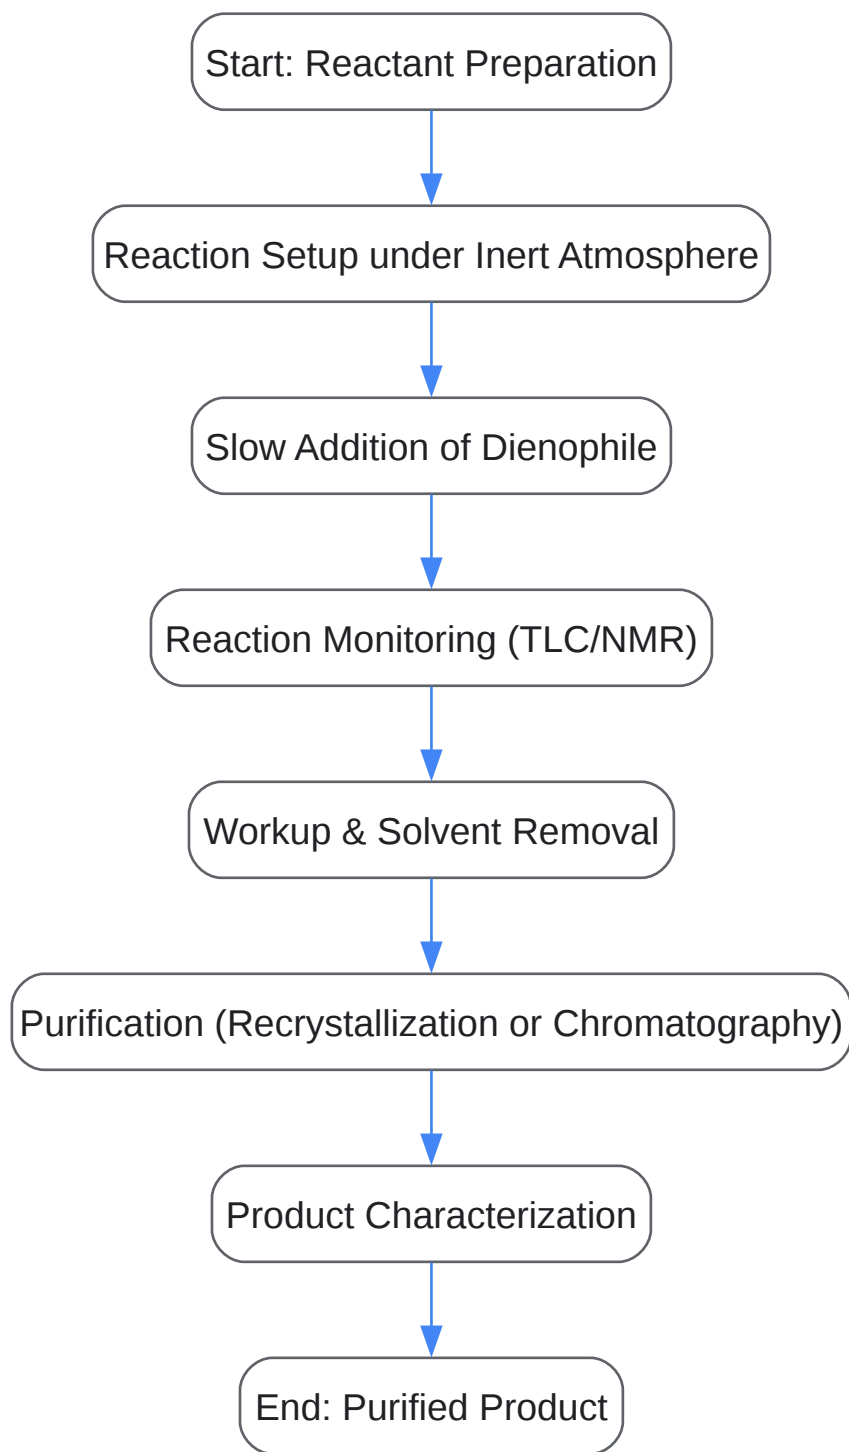 Start: Reactant Preparation
Reaction Setup under Inert Atmosphere
Slow Addition of Dienophile
Reaction Monitoring (TLC/NMR)
Workup & Solvent Removal
Purification (Recrystallization or Chromatography)
Product Characterization
End: Purified Product